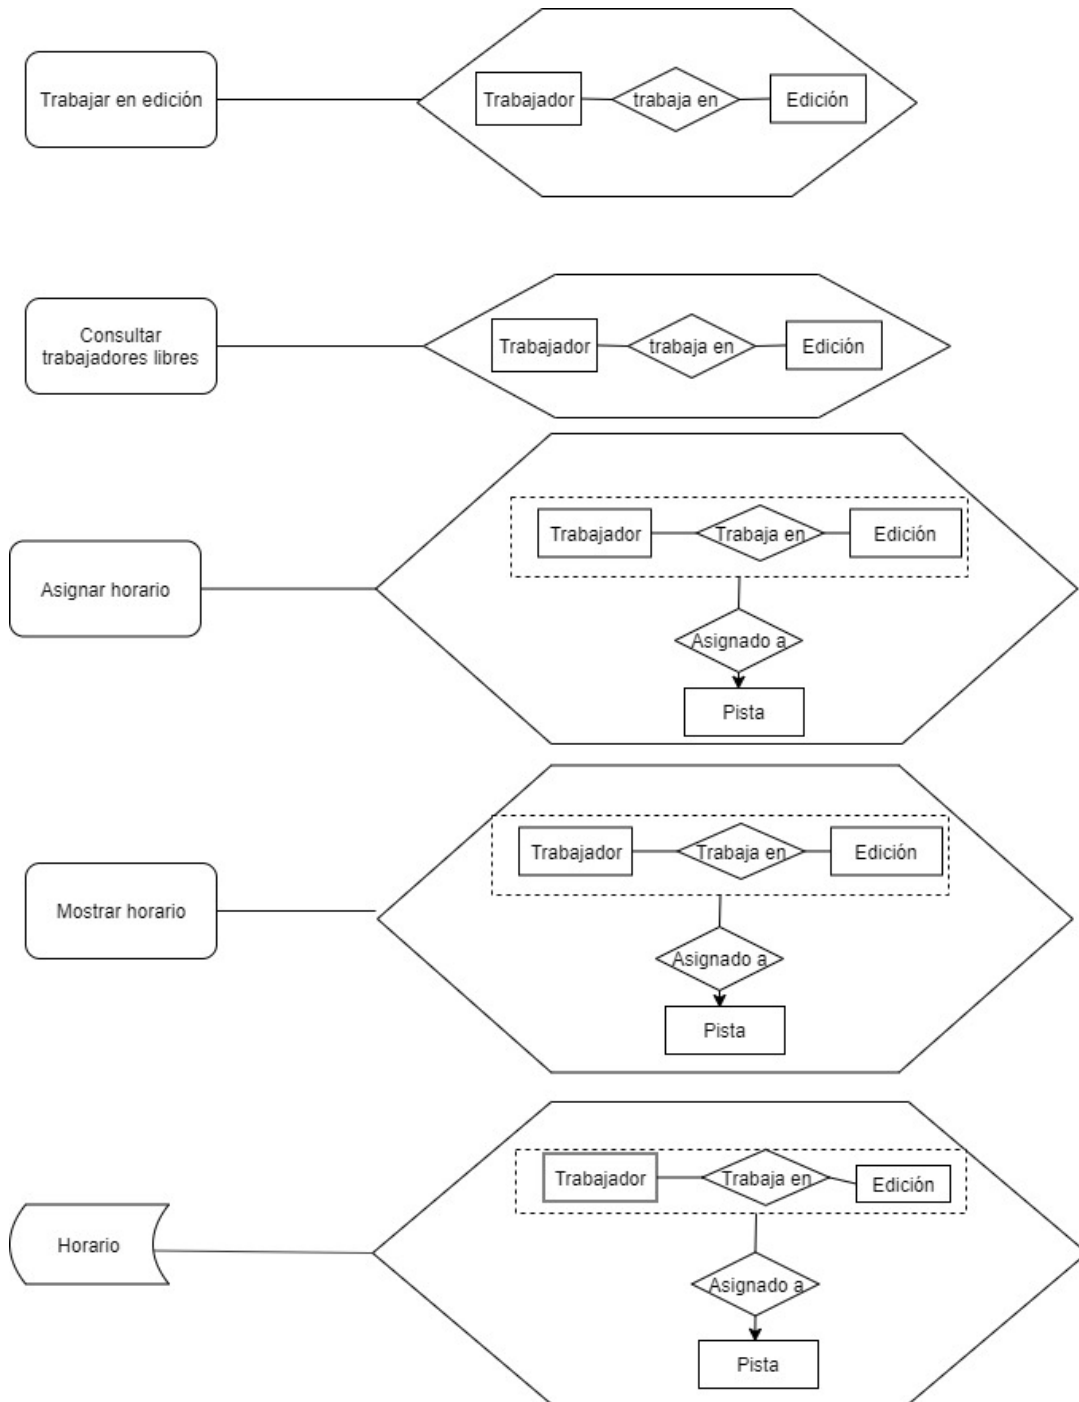 Trabajar en edición
Trabajador
trabaja en
Edición
Consultar
trabajadores libres
Trabajador
trabaja en
Edición
Asignar horario
Trabajador
Trabaja en
Edición
Asignado a
Pista
Mostrar horario
Trabajador
Trabaja en
Edición
Asignado a
Pista
Horario
Trabajador
Trabaja en
Edición
Asignado a
Pista